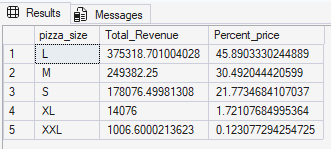 Results Messages
pizza_size Total_Revenue Percent_price
1 L 375318.701004028 45.8903330244889
2 M 249382.25 30.492044420599
3 S 178076.49981308 21.7734684107037
4 XL 14076 1.72107684995364
5 XXL 1006.6000213623 0.123077294254725